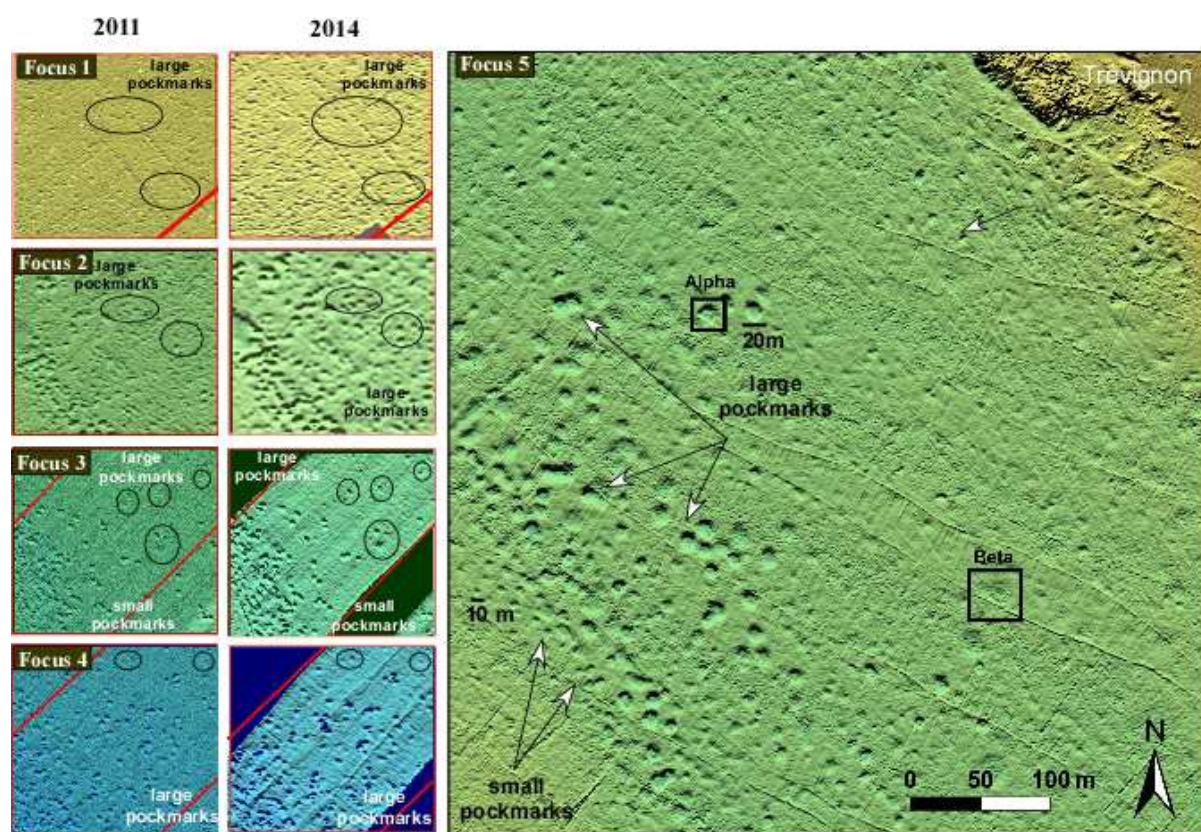 2011
2014
Focus 1
large
pockmarks
large
pockmarks
Focus 2
large
pockmarks
large
pockmarks
Focus 3
large
pockmarks
small
pockmarks
large
pockmarks
small
pockmarks
Focus 4
large
pockmarks
large
pockmarks
Focus 5
Trévignon
Alpha
20m
large
pockmarks
Beta
10 m
small
pockmarks
0 50 100 m
N